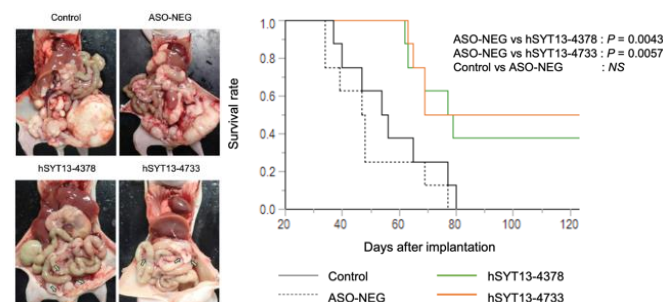 Control
ASO-NEG
hSYT13-4378
hSYT13-4733
Survival rate
1.0
0.8
0.6
0.4
0.2
0.0
20
40
60
80
100
120
Days after implantation
ASO-NEG vs hSYT13-4378 : P = 0.0043
ASO-NEG vs hSYT13-4733 : P = 0.0057
Control vs ASO-NEG : NS
Control
hSYT13-4378
ASO-NEG
hSYT13-4733